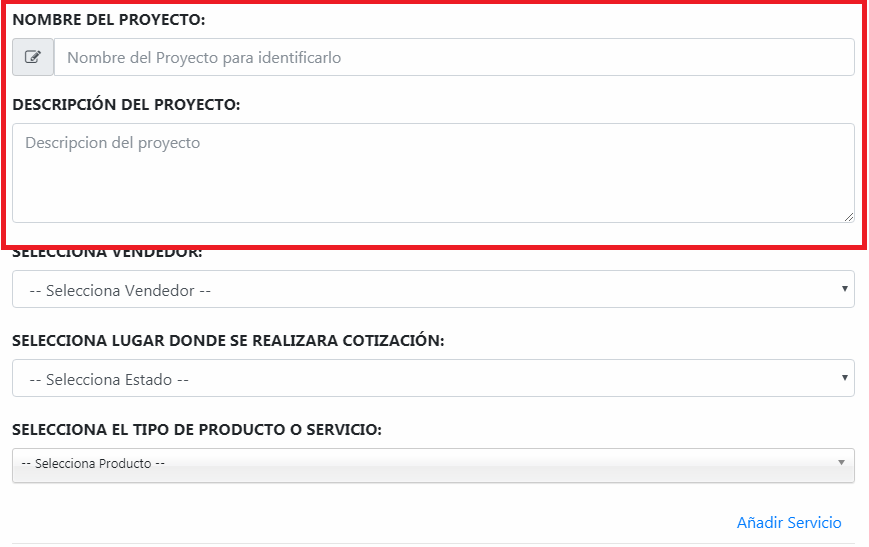 NOMBRE DEL PROYECTO:
Nombre del Proyecto para identificarlo
DESCRIPCIÓN DEL PROYECTO:
Descripcion del proyecto
SELECCIONA VENDEDOR:
-- Selecciona Vendedor --
SELECCIONA LUGAR DONDE SE REALIZARA COTIZACIÓN:
-- Selecciona Estado --
SELECCIONA EL TIPO DE PRODUCTO O SERVICIO:
-- Selecciona Producto --
Añadir Servicio